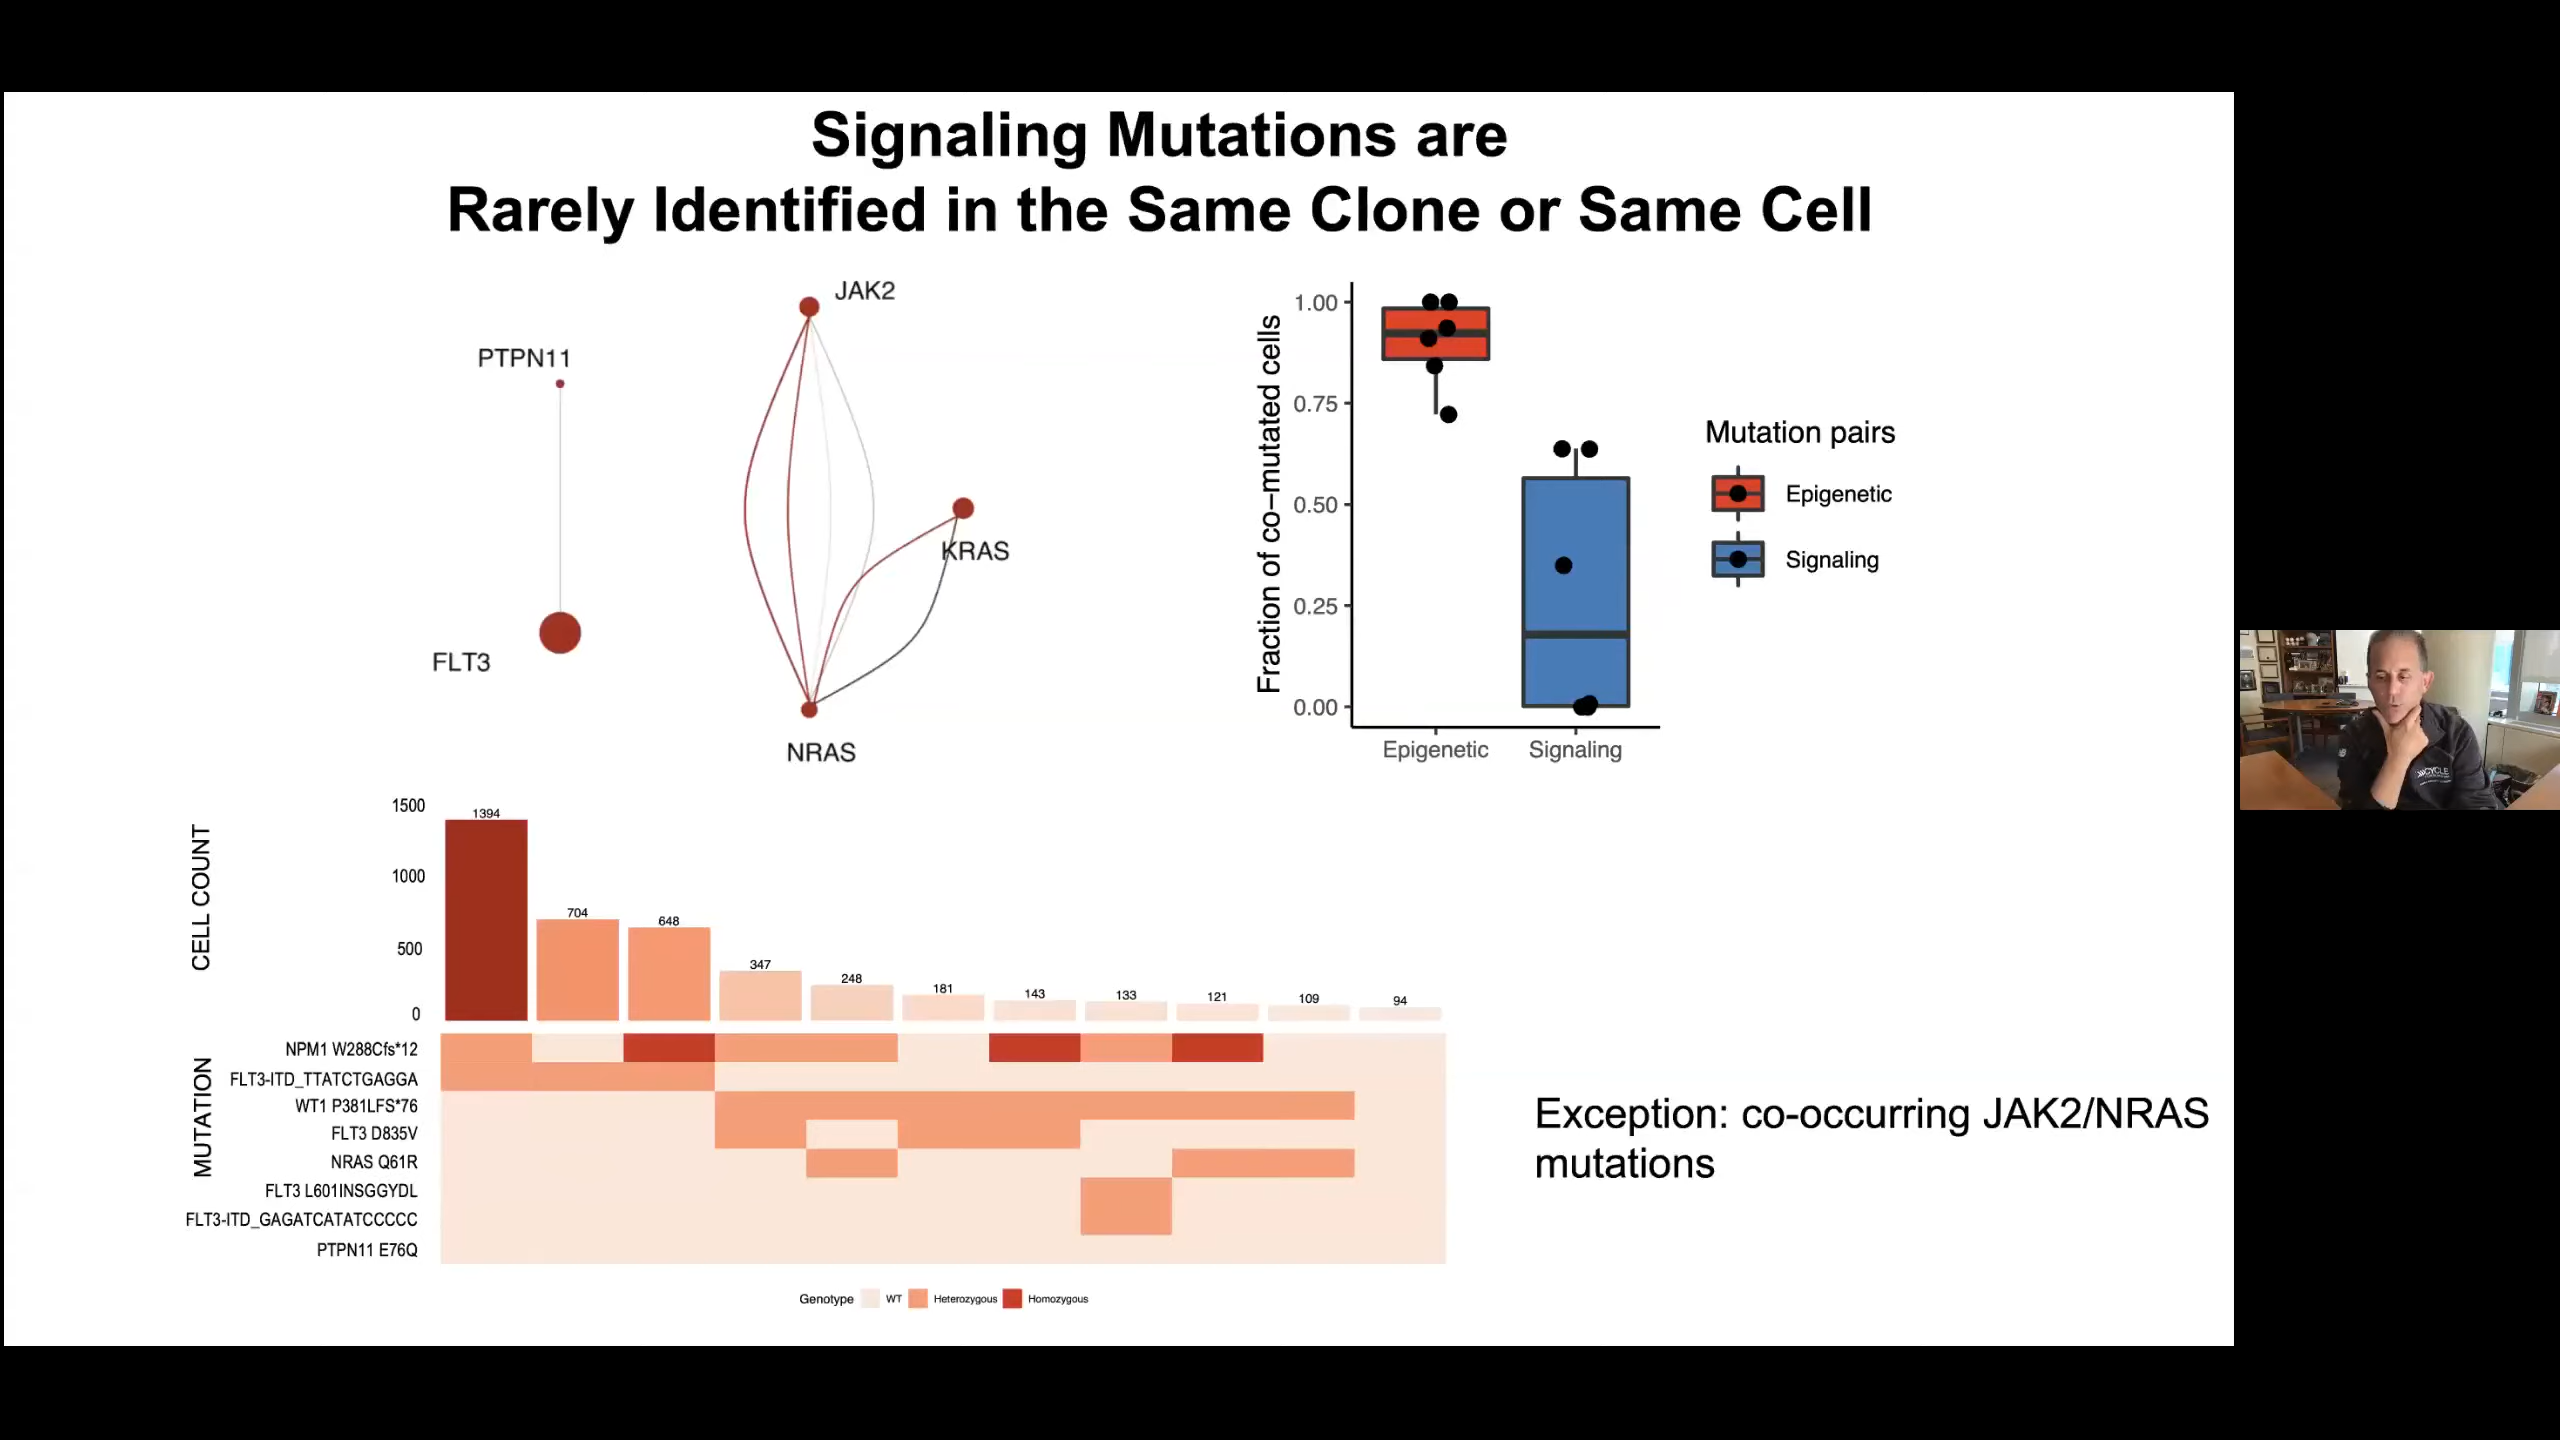 Signaling Mutations are
Rarely Identified in the Same Clone or Same Cell
JAK2
PTPN11
KRAS
FLT3
NRAS
Fraction of co–mutated cells
1.00
0.75
0.50
0.25
0.00
Epigenetic
Signaling
Mutation pairs
Epigenetic
Signaling
CELL COUNT
1500
1000
500
0
1394
704
648
347
248
181
143
133
121
109
94
MUTATION
NPM1 W288Cfs*12
FLT3-ITD_TTATCTGAGGA
WT1 P381LFS*76
FLT3 D835V
NRAS Q61R
FLT3 L601INSGGYDL
FLT3-ITD_GAGATCATATCCCCC
PTPN11 E76Q
Genotype WT Heterozygous Homozygous
Exception: co-occurring JAK2/NRAS
mutations
CYCLE